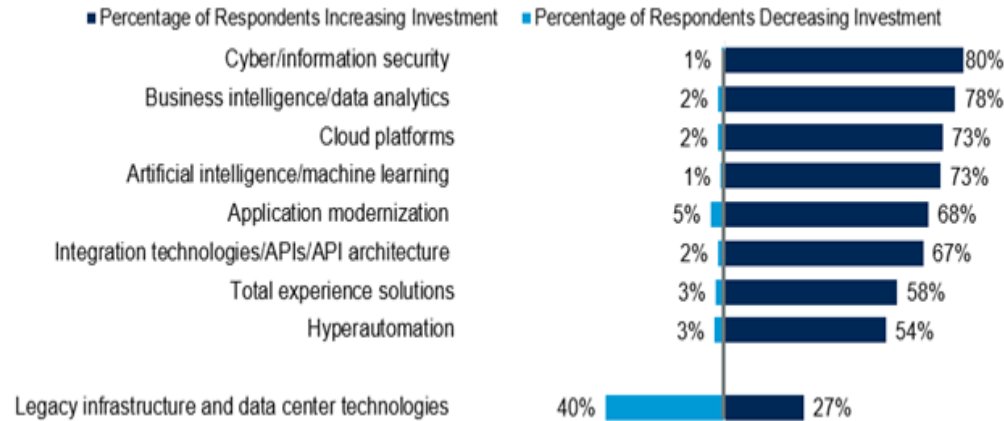 Percentage of Respondents Increasing Investment Percentage of Respondents Decreasing Investment
Cyber/information security 1% 80%
Business intelligence/data analytics 2% 78%
Cloud platforms 2% 73%
Artificial intelligence/machine learning 1% 73%
Application modernization 5% 68%
Integration technologies/APIs/API architecture 2% 67%
Total experience solutions 3% 58%
Hyperautomation 3% 54%
Legacy infrastructure and data center technologies 40% 27%